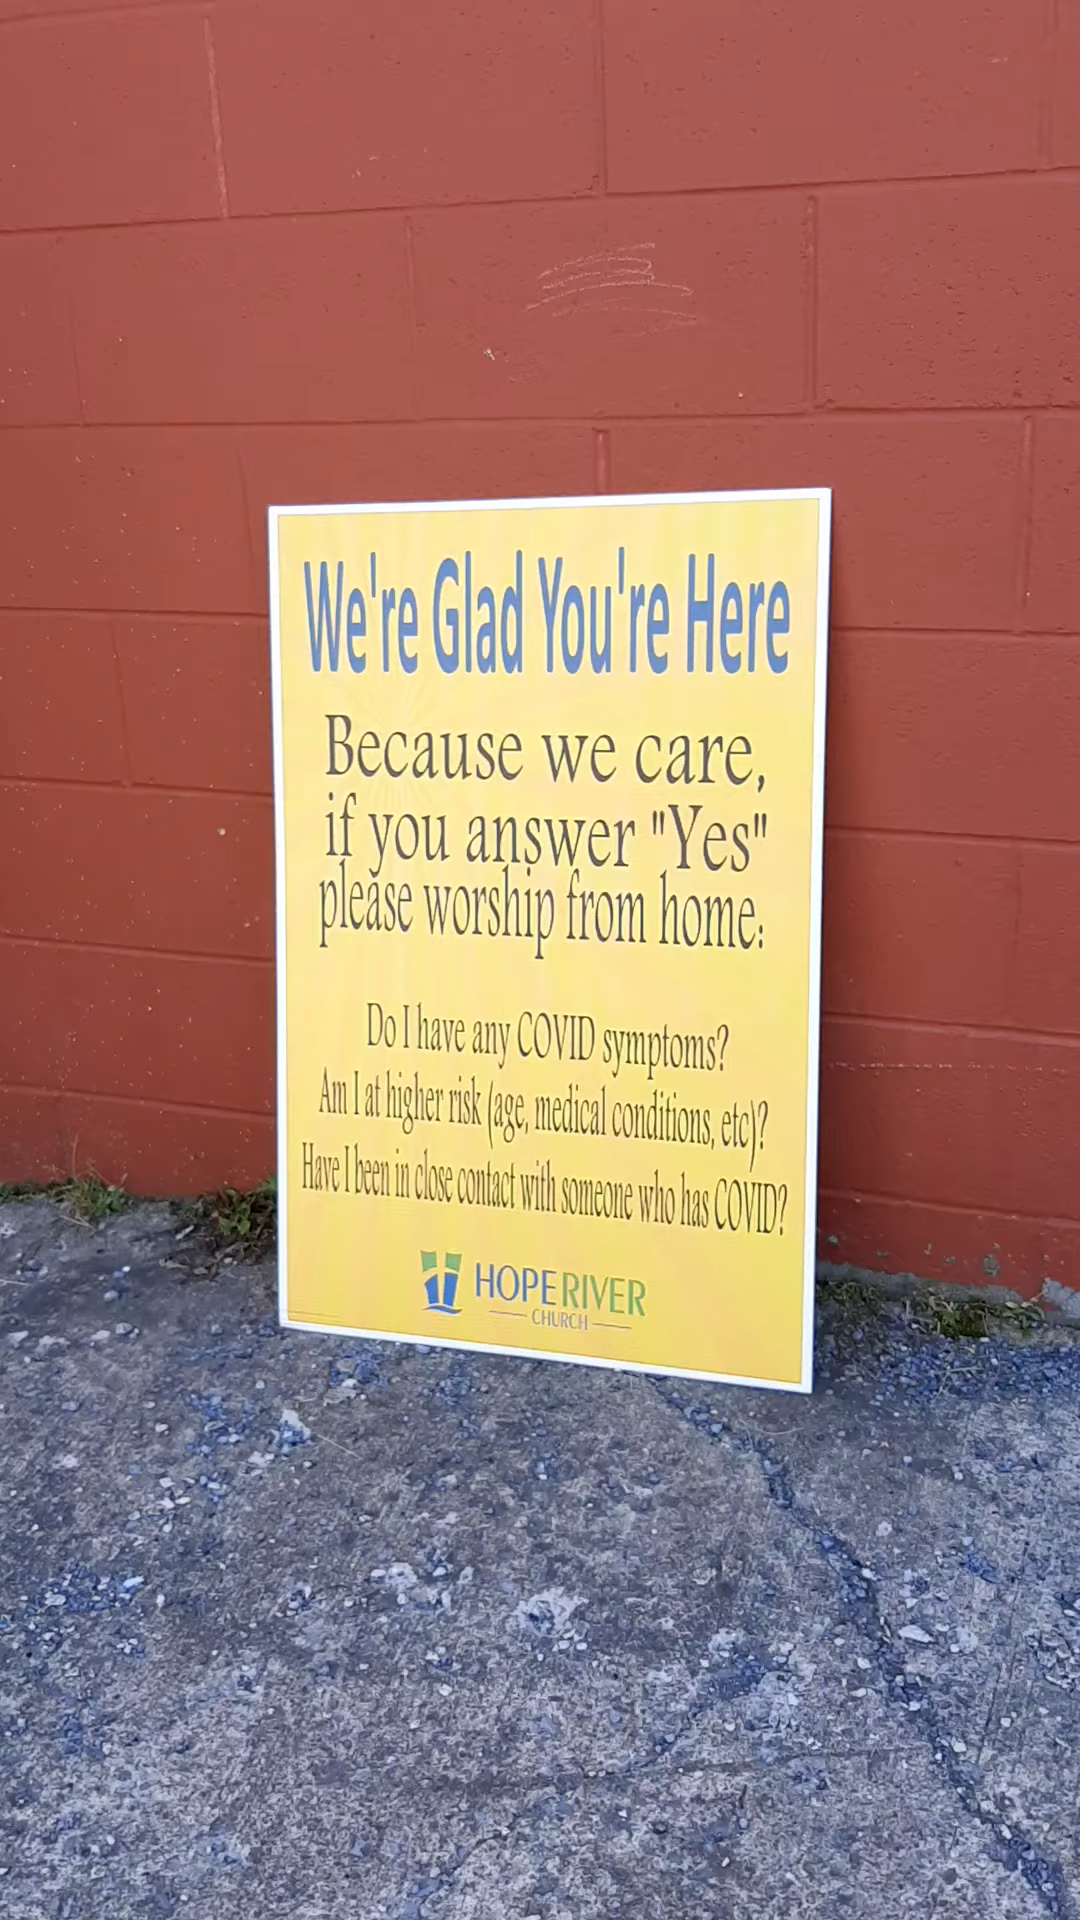 We're Glad You're Here
Because we care,
if you answer "Yes"
please worship from home:
Do I have any COVID symptoms?
Am I at higher risk (age, medical conditions, etc)?
Have I been in close contact with someone who has COVID?
HOPERIVER
CHURCH